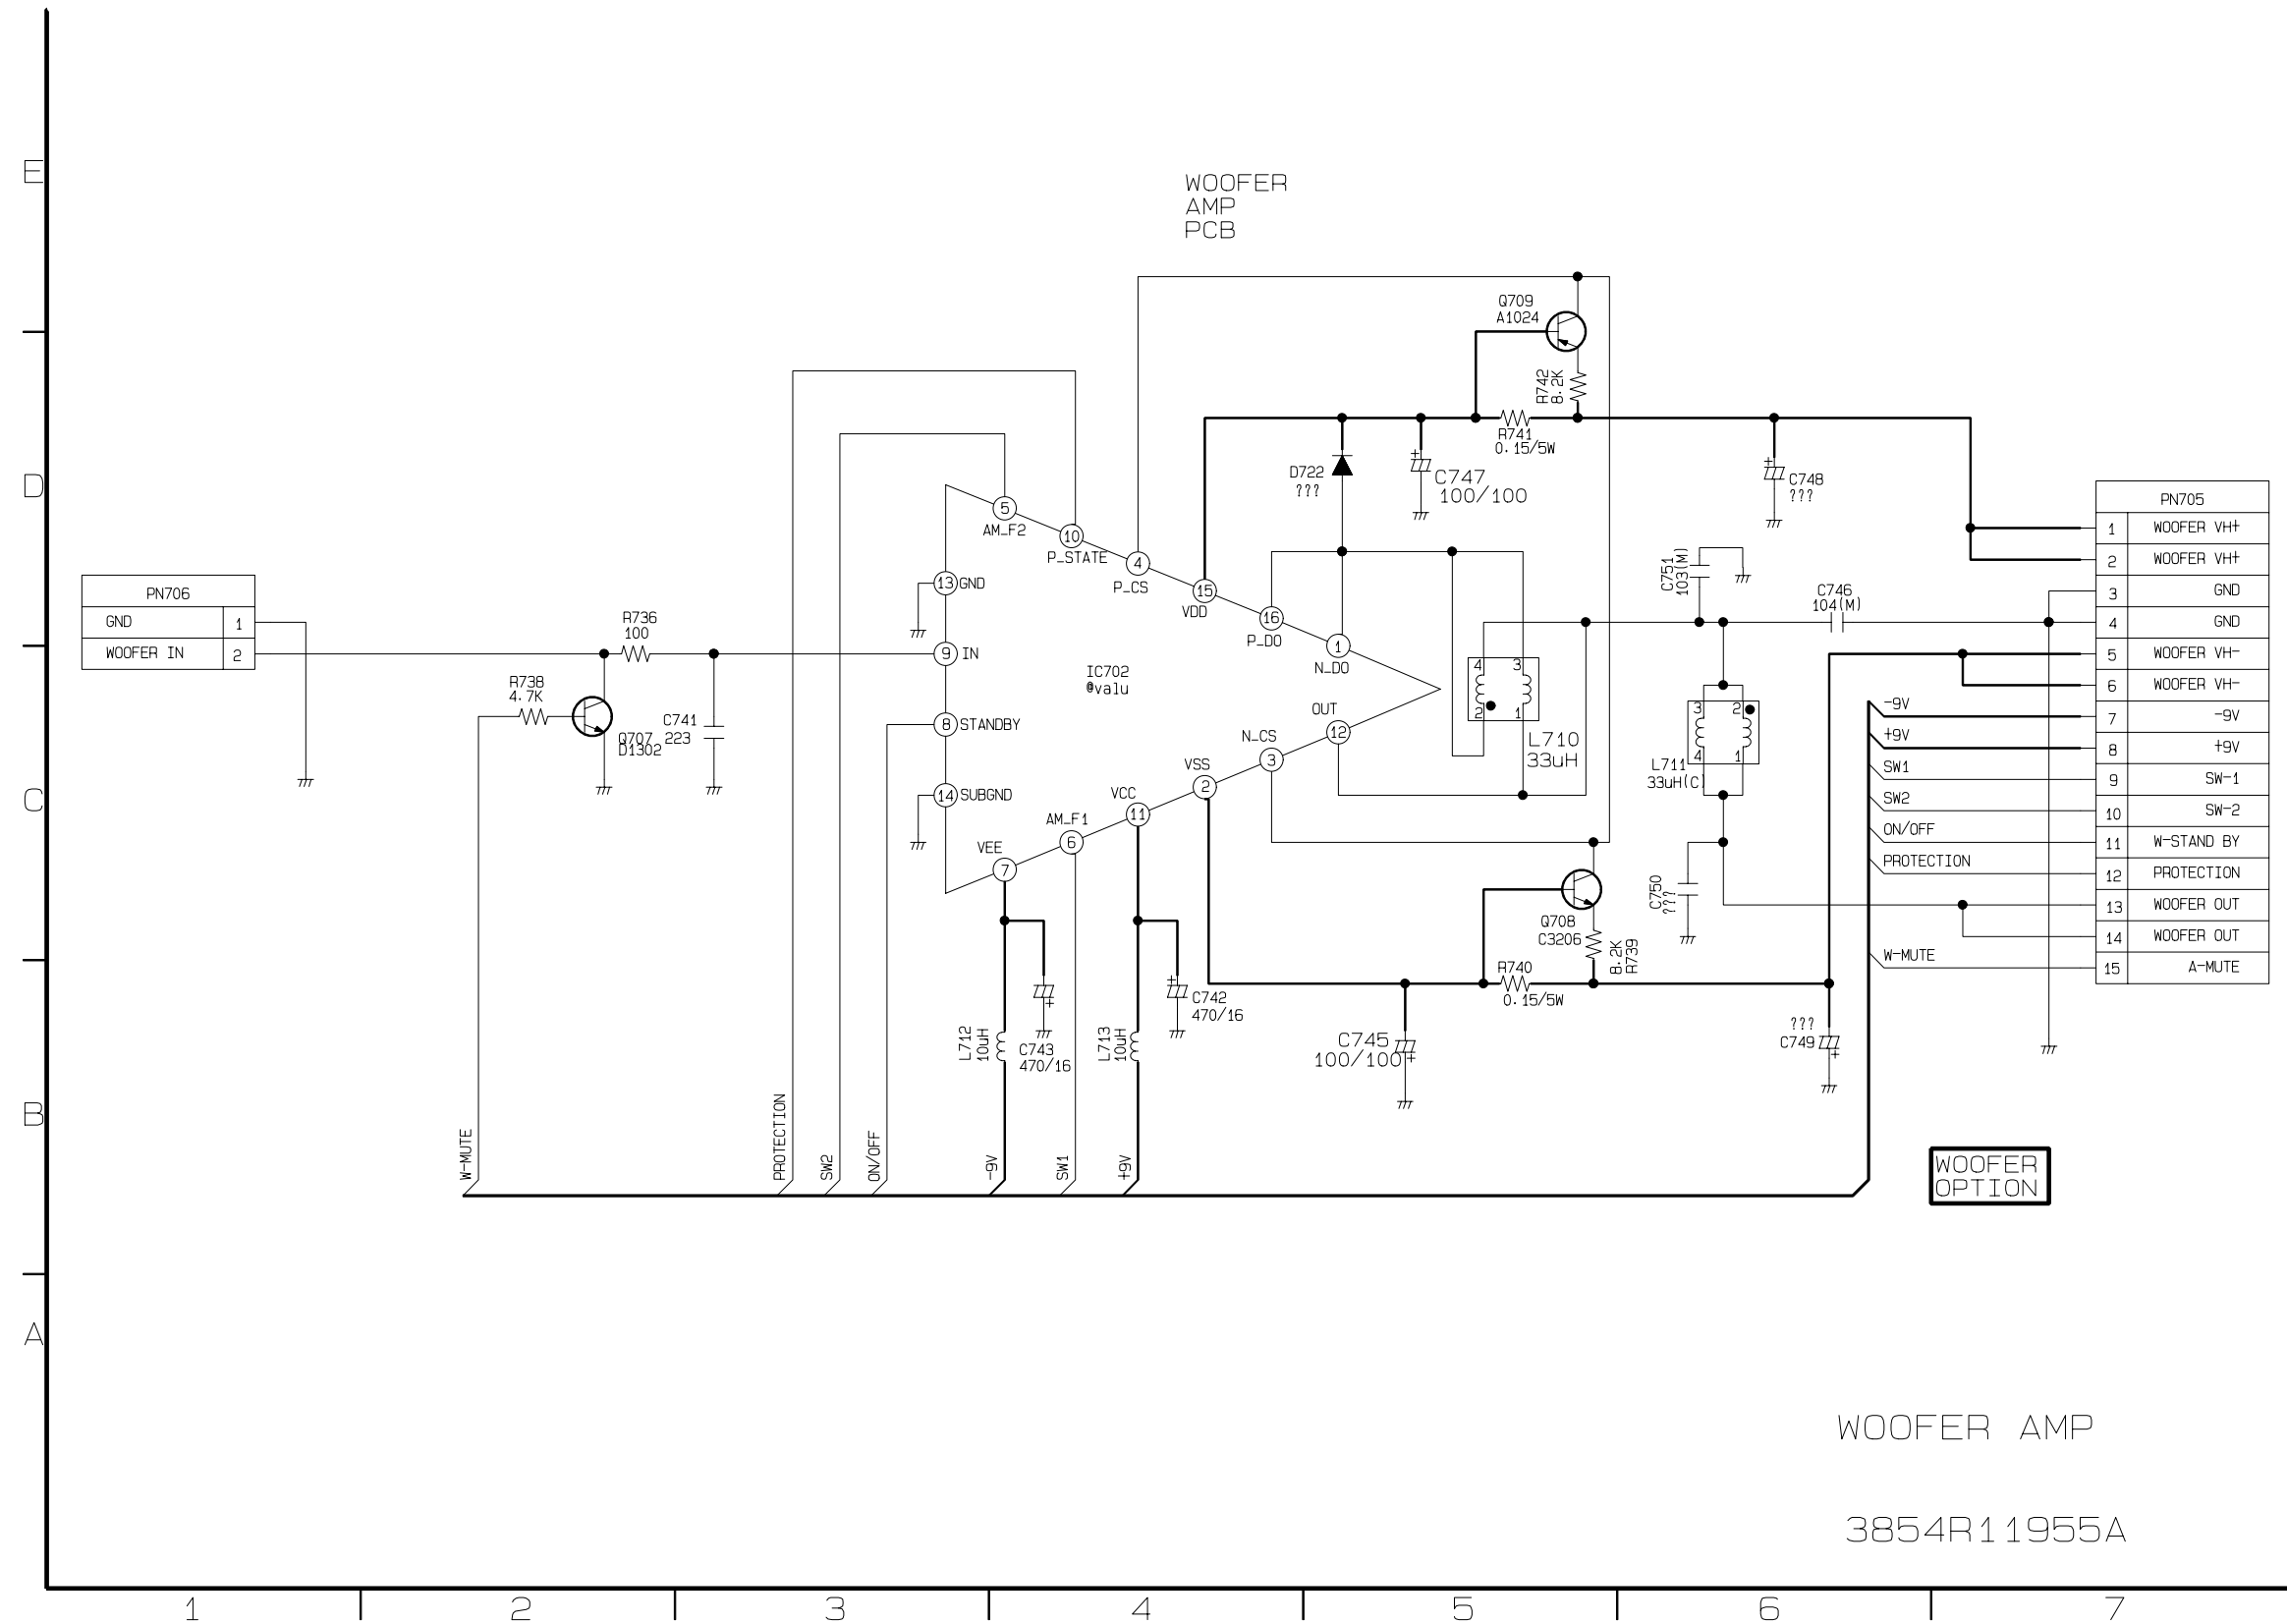 E
D
C
B
A
WOOFER
AMP
PCB
Q709
A1024
R742
8.2K
R741
0.15/5W
D722
???
C747
100/100
C748
???
5
AM_F2
10
P_STATE
4
P_CS
15
VDD
16
P_DO
1
N_DO
13 GND
9 IN
8 STANDBY
14 SUBGND
IC702
@valu
OUT
12
N_CS
3
VSS
2
VCC
11
AM_F1
6
VEE
7
PN706
GND 1
WOOFER IN 2
R736
100
R738
4.7K
Q707
D1302
C741
223
4 3
2 1
L710
33uH
C751
103(M)
C746
104(M)
3 2
4 1
L711
33uH(C)
C750
???
Q708
C3206
8.2K
R739
R740
0.15/5W
C745
100/100
???
C749
L712
10uH
C743
470/16
L713
10uH
C742
470/16
W-MUTE
PROTECTION
SW2
ON/OFF
-9V
SW1
+9V
-9V
+9V
SW1
SW2
ON/OFF
PROTECTION
W-MUTE
PN705
1 WOOFER VH+
2 WOOFER VH+
3 GND
4 GND
5 WOOFER VH-
6 WOOFER VH-
7 -9V
8 +9V
9 SW-1
10 SW-2
11 W-STAND BY
12 PROTECTION
13 WOOFER OUT
14 WOOFER OUT
15 A-MUTE
WOOFER
OPTION
WOOFER AMP
3854R11955A
1 2 3 4 5 6 7